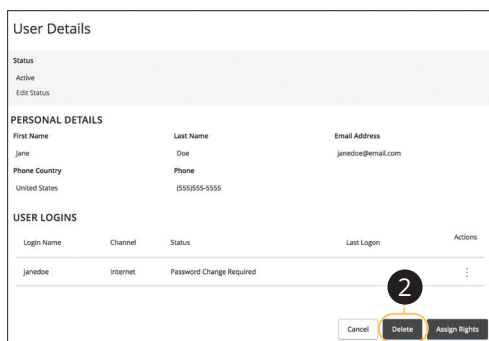 User Details
Status
Active
Edit Status
PERSONAL DETAILS
First Name Last Name Email Address
Jane Doe janedoe@email.com
Phone Country Phone
United States (555)555-5555
USER LOGINS
Login Name Channel Status Last Logon Actions
janedoe Internet Password Change Required
2
Cancel Delete Assign Rights